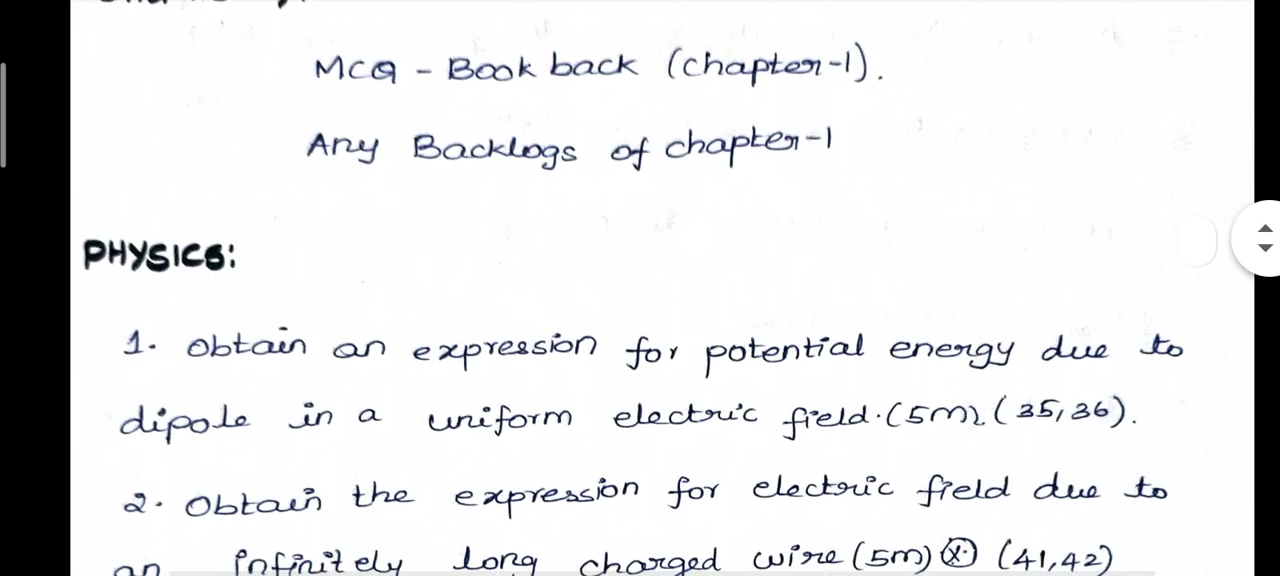 MCQ - Book back (chapter-1).
Any Backlogs of chapter-1
PHYSICS:
1. Obtain an expression for potential energy due to
dipole in a uniform electric field. (5m). (35,36).
2. Obtain the expression for electric field due to
an infinitely long charged wire (5m) (x) (41,42)